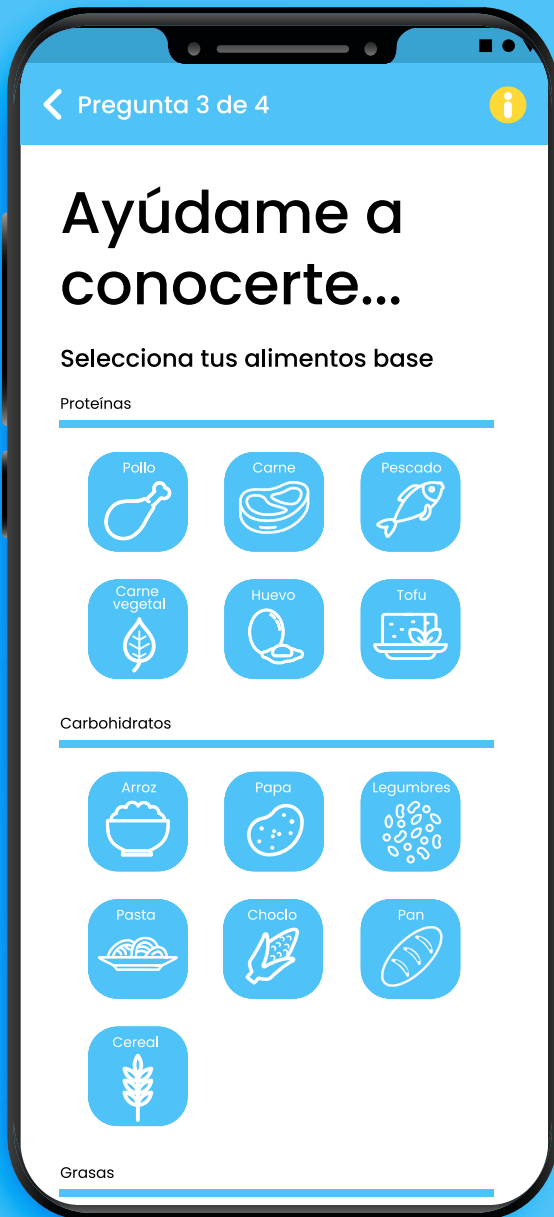 Pregunta 3 de 4
Ayúdame a
conocerte...
Selecciona tus alimentos base
Proteínas
Pollo
Carne
Pescado
Carne
vegetal
Huevo
Tofu
Carbohidratos
Arroz
Papa
Legumbres
Pasta
Choclo
Pan
Cereal
Grasas